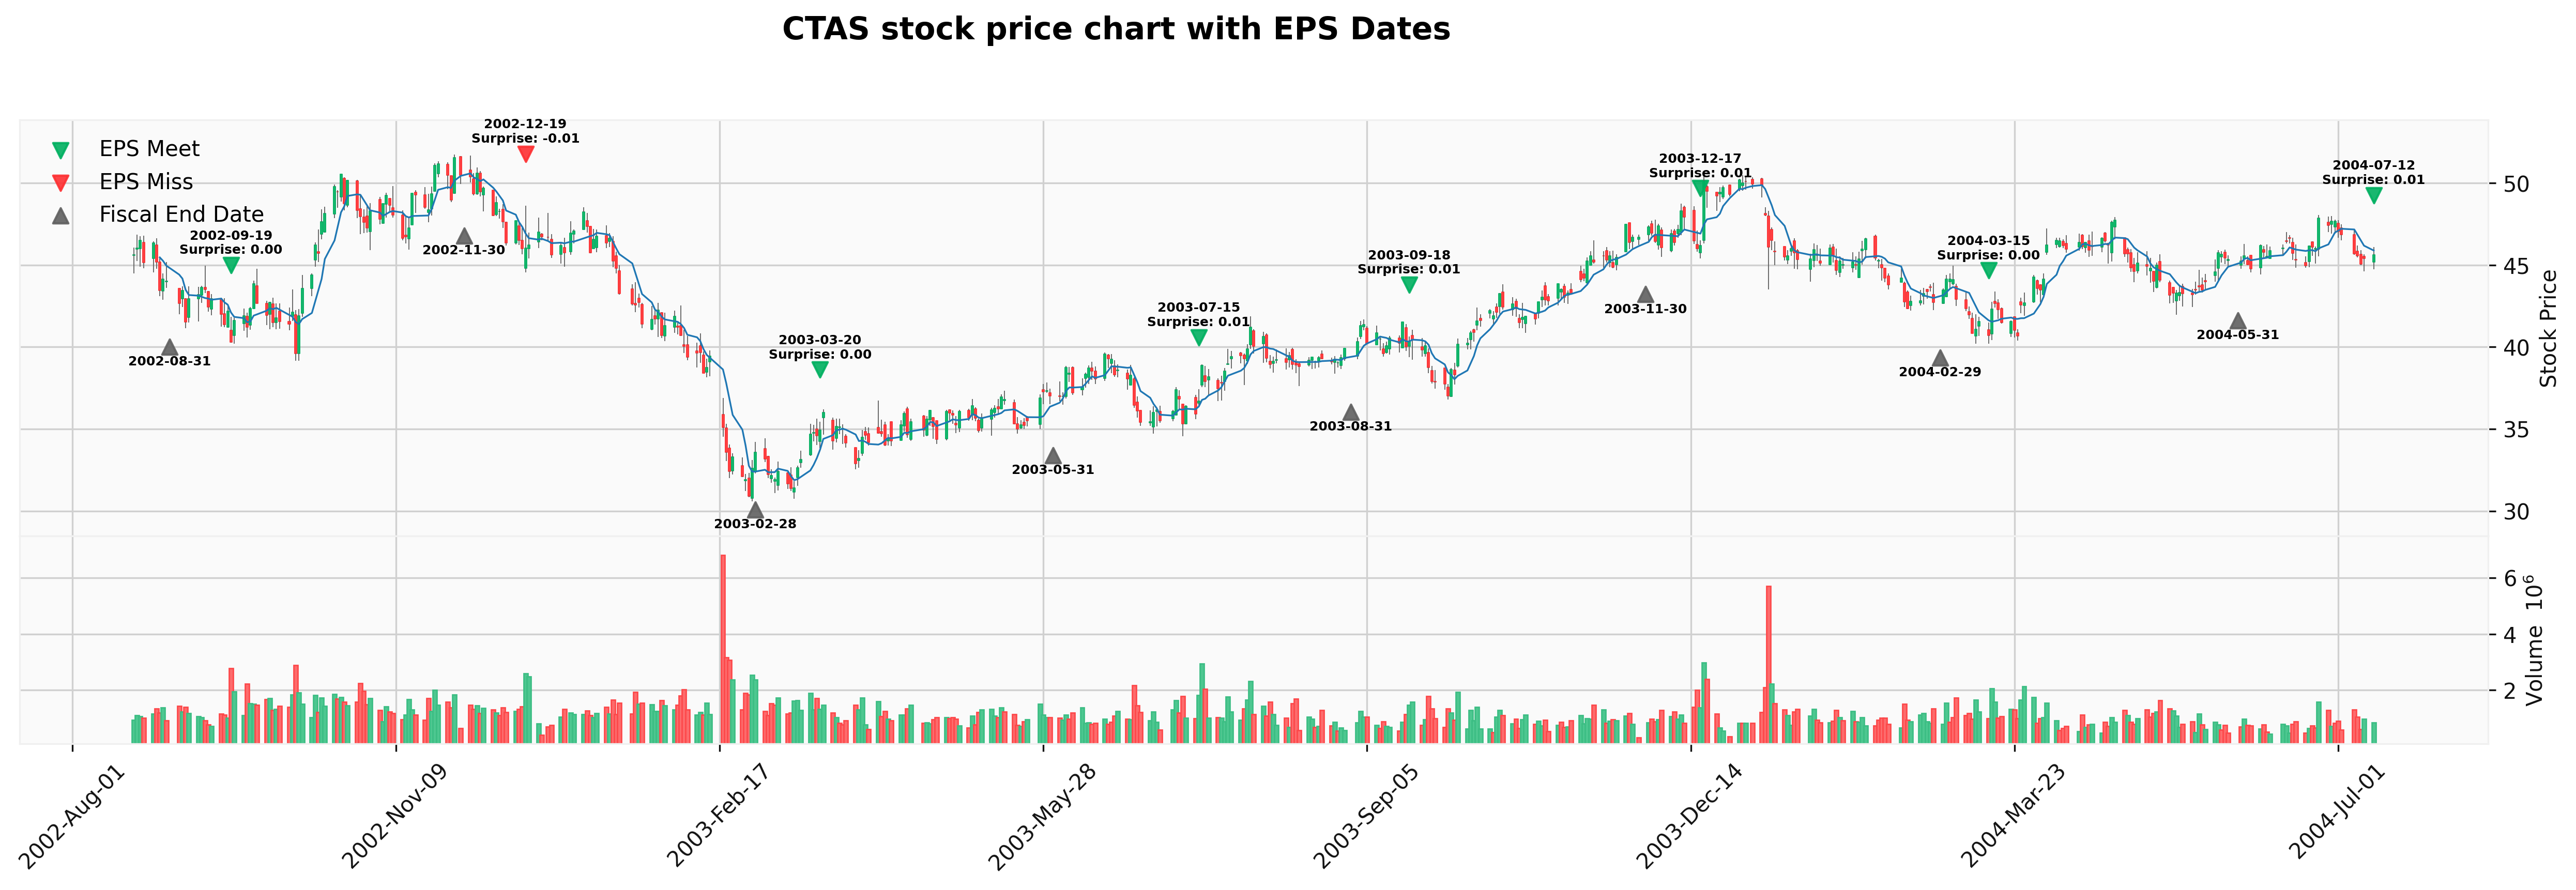 CTAS stock price chart with EPS Dates
EPS Meet
EPS Miss
Fiscal End Date
2002-12-19
Surprise: -0.01
2003-12-17
Surprise: 0.01
2004-07-12
Surprise: 0.01
2002-09-19
Surprise: 0.00
2002-11-30
2004-03-15
Surprise: 0.00
2003-09-18
Surprise: 0.01
2003-11-30
2003-07-15
Surprise: 0.01
2004-05-31
2003-03-20
Surprise: 0.00
2002-08-31
2004-02-29
2003-08-31
2003-05-31
2003-02-28
50
45
40
35
30
Stock Price
6
4
2
Volume 10⁶
2002-Aug-01
2002-Nov-09
2003-Feb-17
2003-May-28
2003-Sep-05
2003-Dec-14
2004-Mar-23
2004-Jul-01